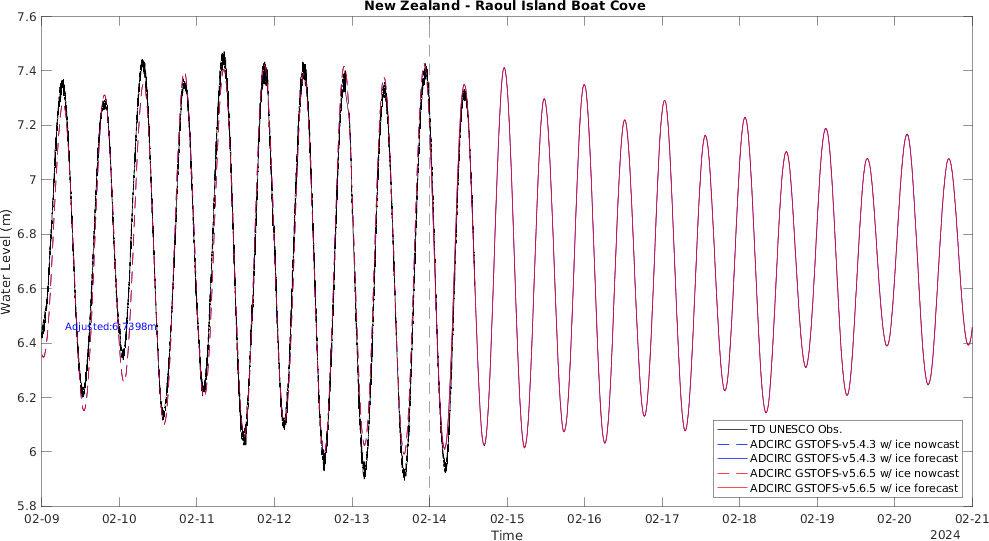 New Zealand - Raoul Island Boat Cove
7.6
7.4
7.2
7
6.8
6.6
6.4
6.2
6
5.8
Water Level (m)
Adjusted:6.7398m
TD UNESCO Obs.
ADCIRC GSTOFS-v5.4.3 w/ ice nowcast
ADCIRC GSTOFS-v5.4.3 w/ ice forecast
ADCIRC GSTOFS-v5.6.5 w/ ice nowcast
ADCIRC GSTOFS-v5.6.5 w/ ice forecast
02-09 02-10 02-11 02-12 02-13 02-14 02-15 02-16 02-17 02-18 02-19 02-20 02-21
Time
2024